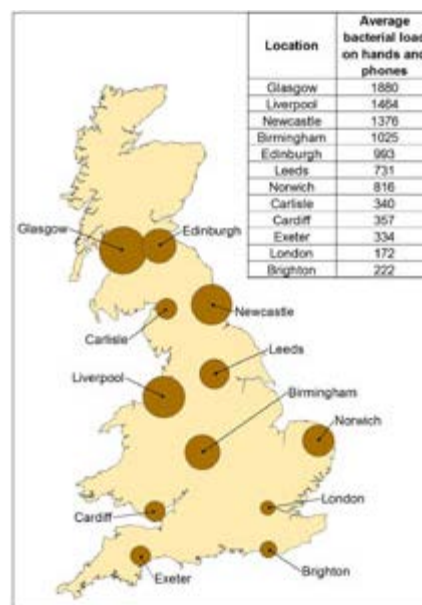 Location
Average
bacterial load
on hands and
phones
Glasgow 1880
Liverpool 1464
Newcastle 1376
Birmingham 1025
Edinburgh 993
Leeds 731
Norwich 816
Carlisle 340
Cardiff 357
Exeter 334
London 172
Brighton 222
Glasgow
Edinburgh
Newcastle
Carlisle
Leeds
Liverpool
Birmingham
Norwich
London
Cardiff
Brighton
Exeter